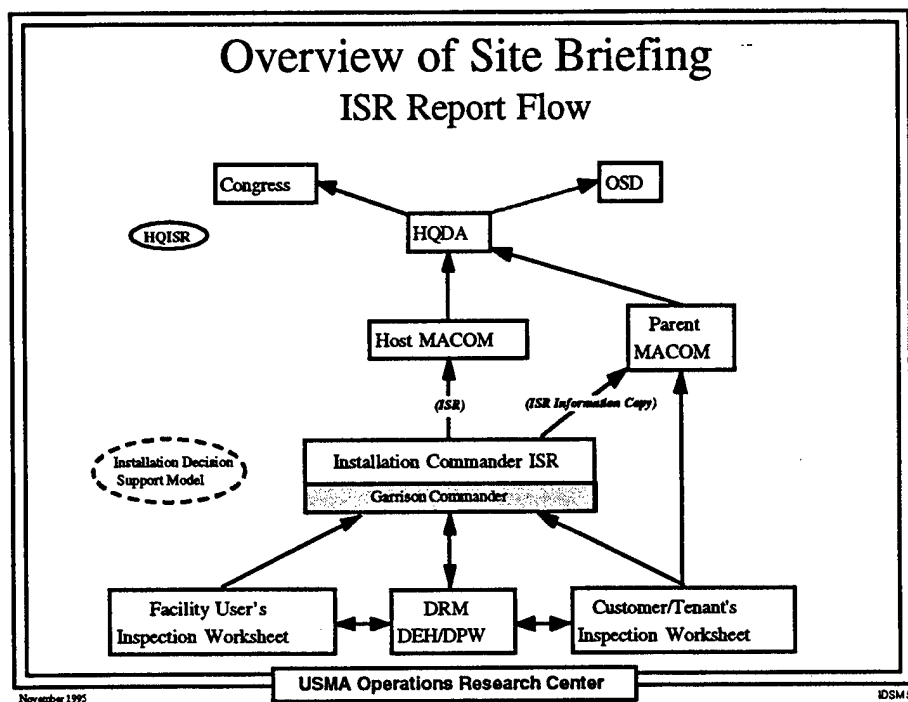 Overview of Site Briefing
ISR Report Flow
Congress
OSD
HQISR
HQDA
Host MACOM
Parent
MACOM
(ISR)
(ISR Information Copy)
Installation Decision
Support Model
Installation Commander ISR
Garrison Commander
Facility User's
Inspection Worksheet
DRM
DEH/DPW
Customer/Tenant's
Inspection Worksheet
USMA Operations Research Center
November 1995
IDSM 5